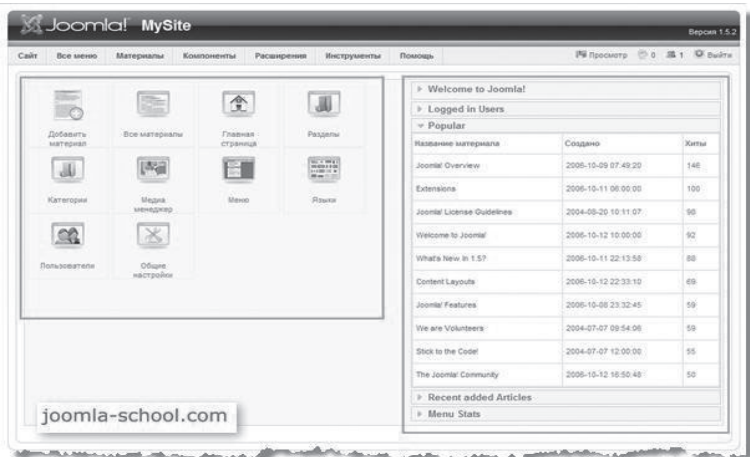 Joomla! MySite
Версия 1.5.2
Сайт Все меню Материалы Компоненты Расширения Инструменты Помощь Просмотр 0 1 Выйти
Добавить материал
Все материалы
Главная страница
Разделы
Категории
Медиа менеджер
Меню
Языки
Пользователи
Общие настройки
Welcome to Joomla!
Logged in Users
Popular
Название материала Создано Хиты
Joomla! Overview 2006-10-09 07:49:20 146
Extensions 2006-10-11 06:00:00 100
Joomla! License Guidelines 2004-08-20 10:11:07 98
Welcome to Joomla! 2006-10-12 10:00:00 92
What's New in 1.5? 2006-10-11 22:13:58 88
Content Layouts 2006-10-12 22:33:10 69
Joomla! Features 2006-10-08 23:32:45 59
We are Volunteers 2004-07-07 09:54:06 59
Stick to the Code! 2004-07-07 12:00:00 55
The Joomla! Community 2006-10-12 16:50:48 50
Recent added Articles
Menu Stats
joomla-school.com